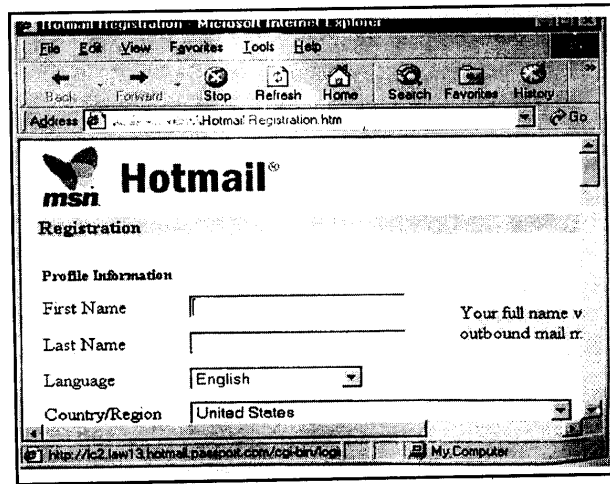 Hotmail Registration - Microsoft Internet Explorer
File Edit View Favorites Tools Help
Back Forward Stop Refresh Home Search Favorites History »
Address \Hotmail Registration.htm Go
msn Hotmail®
Registration
Profile Information
First Name
Your full name v
Last Name
outbound mail m
Language English
Country/Region United States
http://lc2.law13.hotmail.passport.com/cgi-bin/logi My Computer